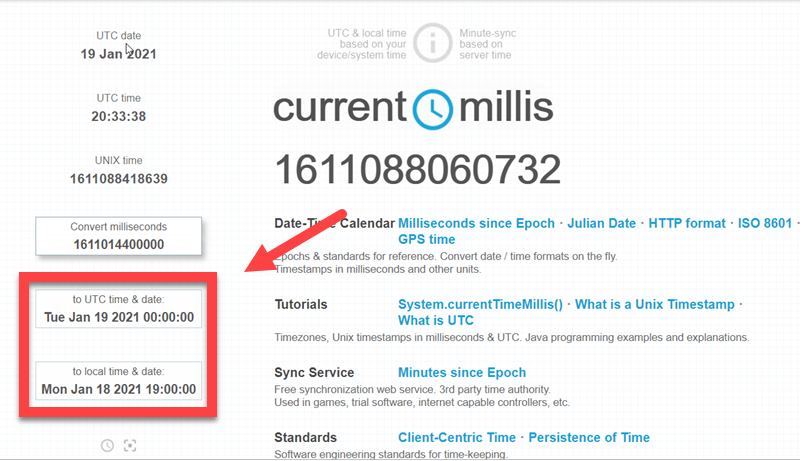 UTC date
19 Jan 2021
UTC time
20:33:38
UNIX time
1611088418639
Convert milliseconds
1611014400000
to UTC time & date:
Tue Jan 19 2021 00:00:00
to local time & date:
Mon Jan 18 2021 19:00:00
UTC & local time
based on your
device/system time
Minute-sync
based on
server time
current millis
1611088060732
Date-Time Calendar Milliseconds since Epoch · Julian Date · HTTP format · ISO 8601 ·
GPS time
Epochs & standards for reference. Convert date / time formats on the fly.
Timestamps in milliseconds and other units.
Tutorials System.currentTimeMillis() · What is a Unix Timestamp ·
What is UTC
Timezones, Unix timestamps in milliseconds & UTC. Java programming examples and explanations.
Sync Service Minutes since Epoch
Free synchronization web service. 3rd party time authority.
Used in games, trial software, internet capable controllers, etc.
Standards Client-Centric Time · Persistence of Time
Software engineering standards for time-keeping.